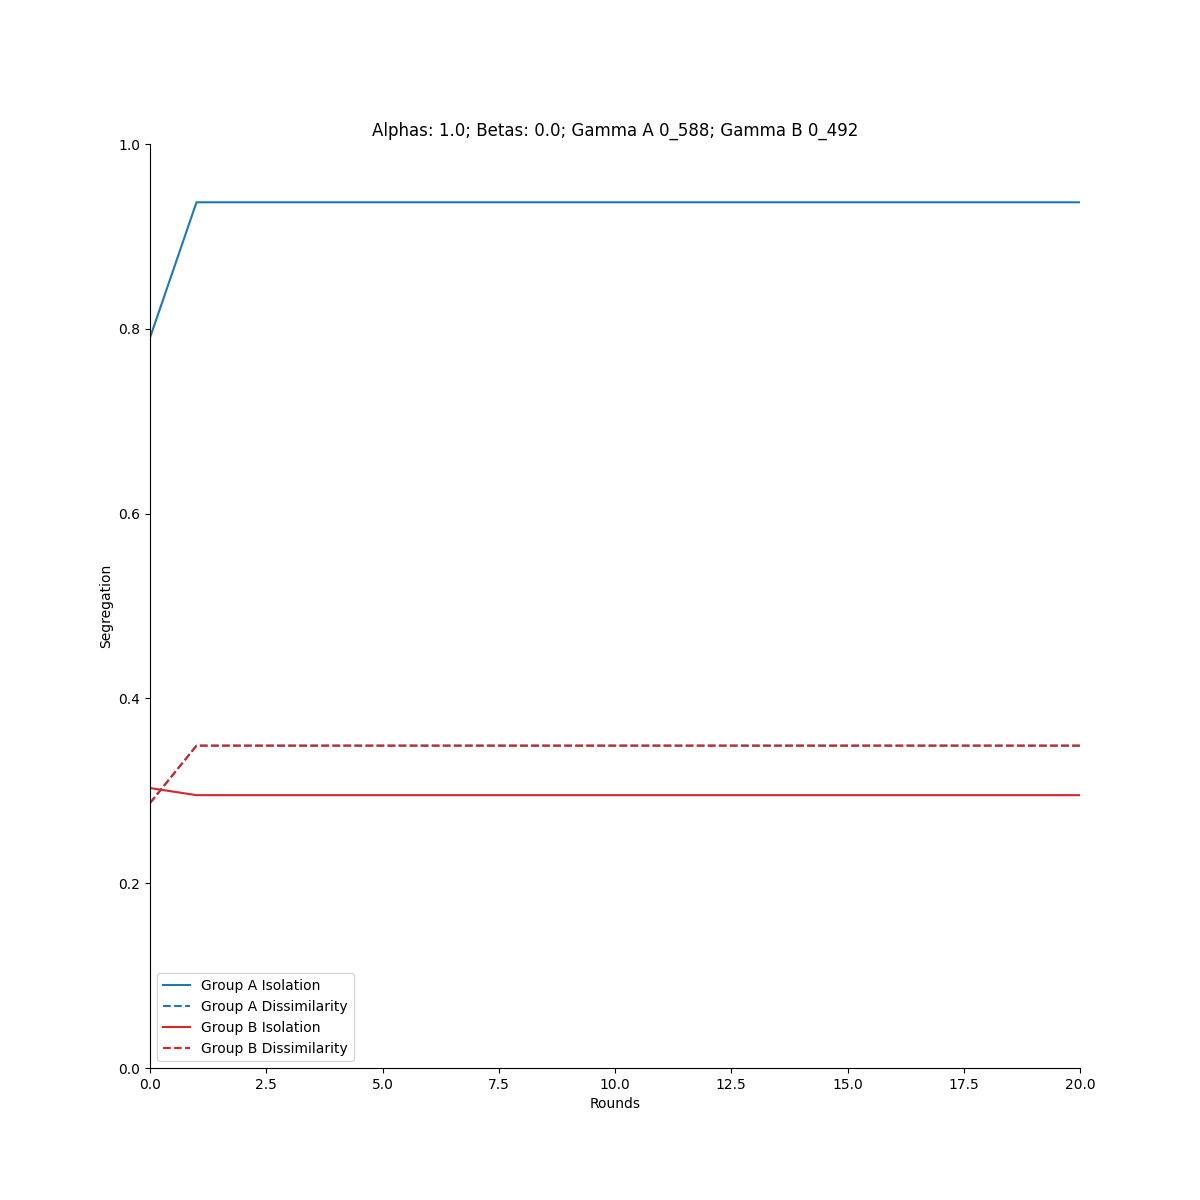 Alphas: 1.0; Betas: 0.0; Gamma A 0_588; Gamma B 0_492
1.0
0.8
0.6
0.4
0.2
0.0
Segregation
Group A Isolation
Group A Dissimilarity
Group B Isolation
Group B Dissimilarity
0.0 2.5 5.0 7.5 10.0 12.5 15.0 17.5 20.0
Rounds